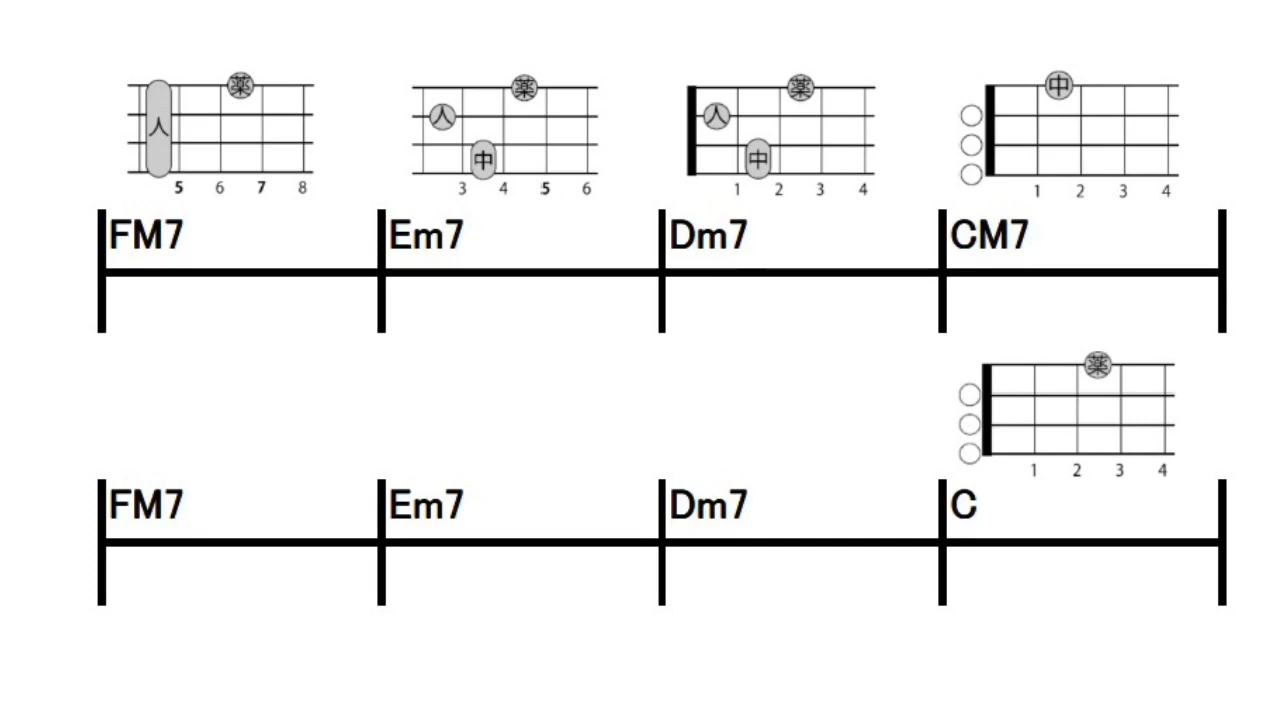 薬 薬 薬 中
人 人 人
中 中
5 6 7 8 3 4 5 6 1 2 3 4 1 2 3 4
FM7 Em7 Dm7 CM7
薬
1 2 3 4
FM7 Em7 Dm7 C